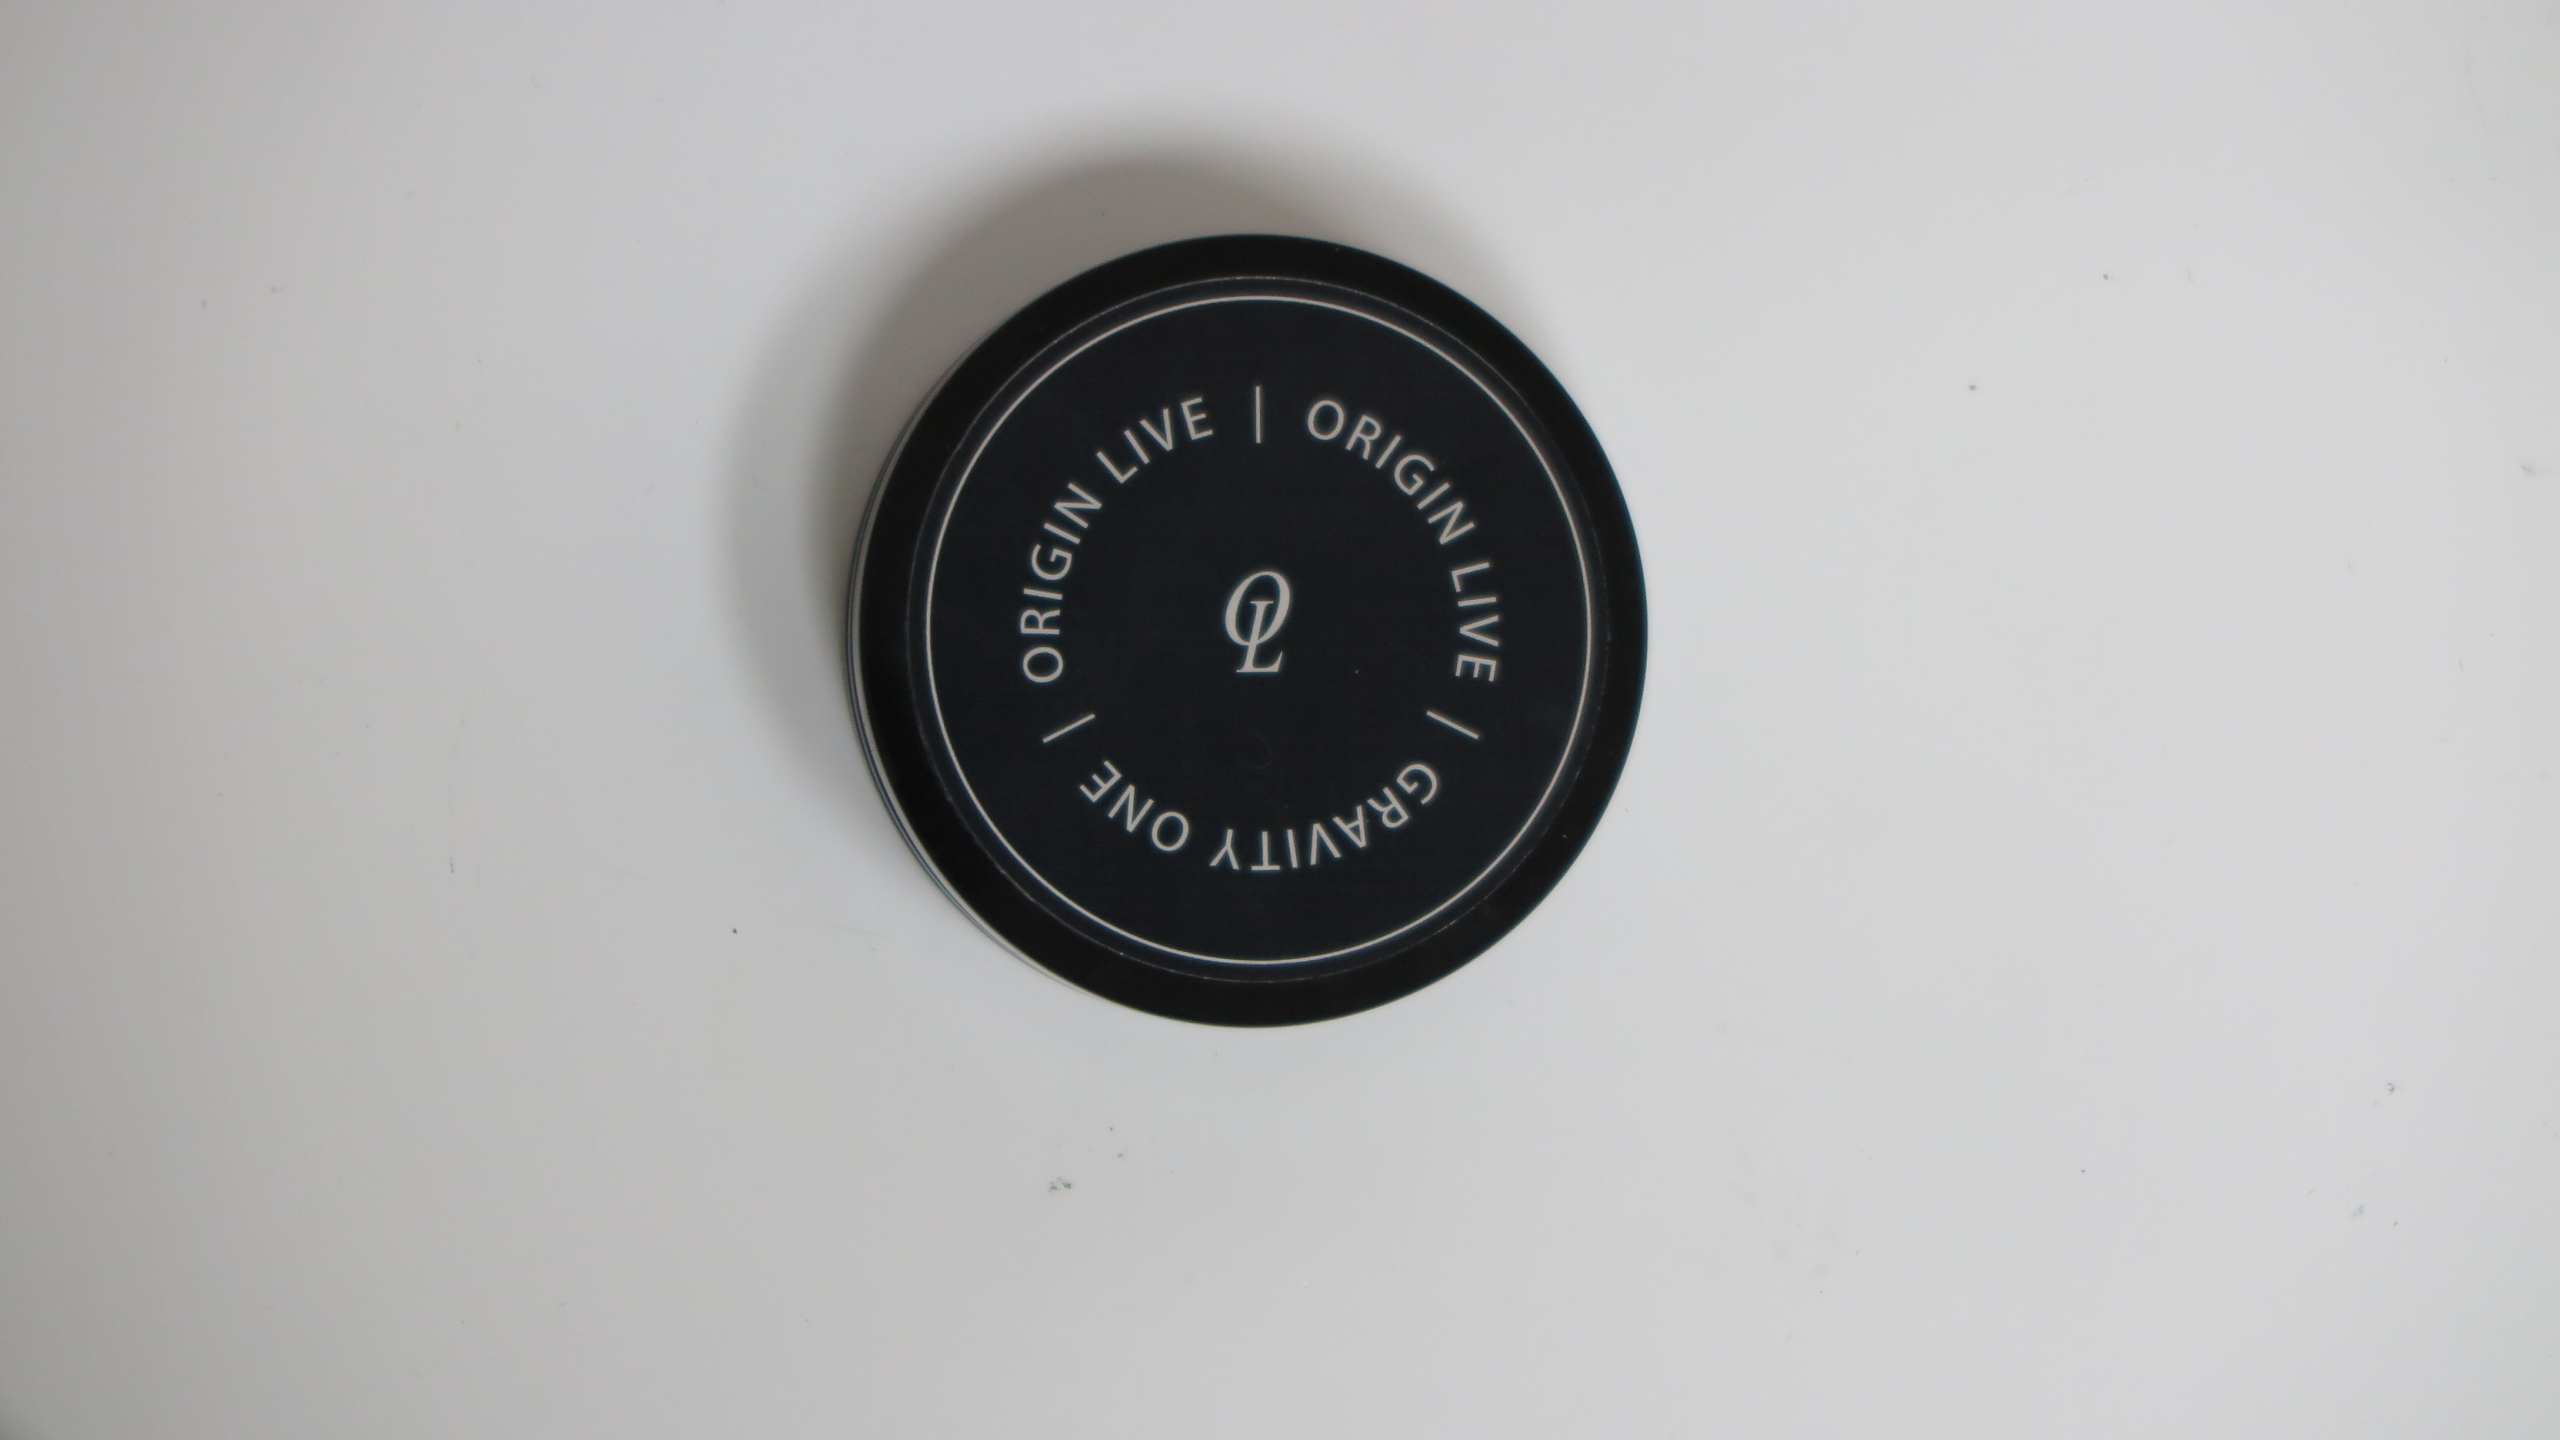 ORIGIN LIVE | ORIGIN LIVE | GRAVITY ONE |
OL